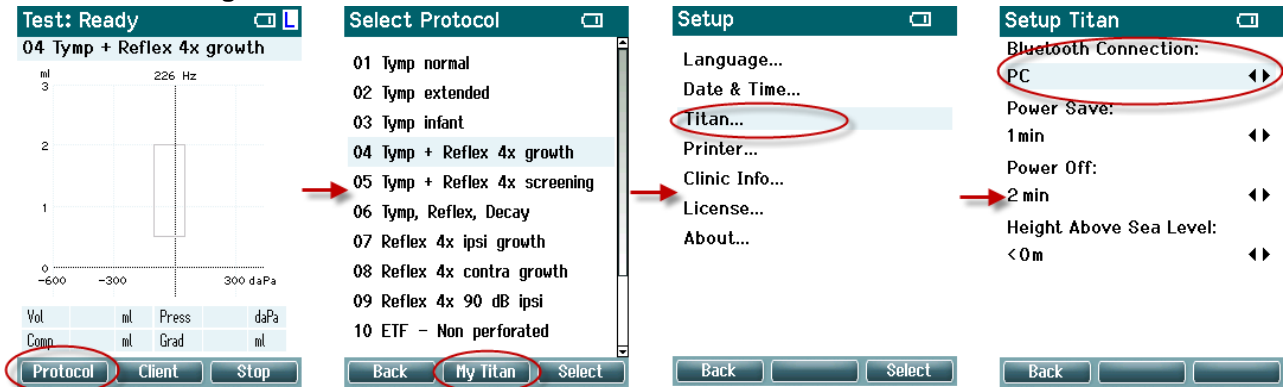 Test: Ready L
04 Tymp + Reflex 4x growth
ml
226 Hz
3
2
1
0
-600 -300 300 daPa
Vol ml Press daPa
Comp ml Grad ml
Protocol Client Stop
Select Protocol
01 Tymp normal
02 Tymp extended
03 Tymp infant
04 Tymp + Reflex 4x growth
05 Tymp + Reflex 4x screening
06 Tymp, Reflex, Decay
07 Reflex 4x ipsi growth
08 Reflex 4x contra growth
09 Reflex 4x 90 dB ipsi
10 ETF - Non perforated
Back My Titan Select
Setup
Language...
Date & Time...
Titan...
Printer...
Clinic Info...
License...
About...
Back Select
Setup Titan
Bluetooth Connection:
PC
Power Save:
1min
Power Off:
2 min
Height Above Sea Level:
<0m
Back